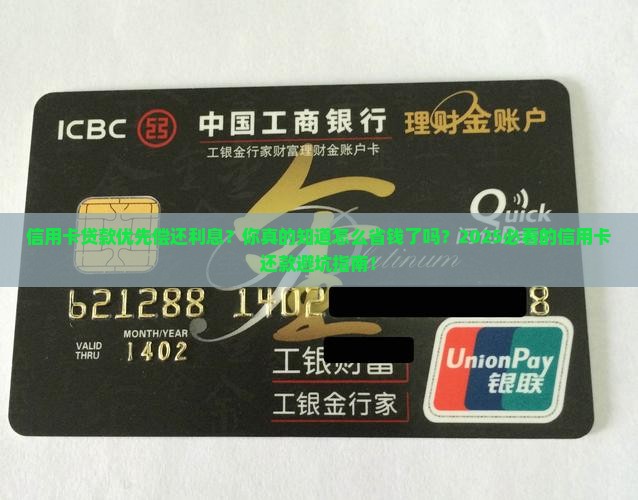 ICBC 中国工商银行 理财金账户
工银金行家财富理财金账户卡
Quick
信用卡贷款优先偿还利息？你真的知道怎么省钱了吗？2025必看的信用卡
还款避坑指南！
621288 1402 8
MONTH/YEAR
VALID THRU 1402
工银财富
工银金行家
UnionPay
银联